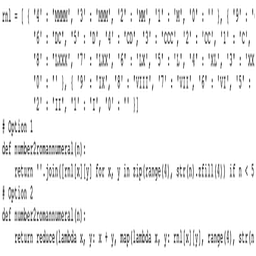 rnl = [ { '4' : 'MMMM', '3' : 'MMM', '2' : 'MM', '1' : 'M', '0' : '' }, { '9' : '
'6' : 'DC', '5' : 'D', '4' : 'CD', '3' : 'CCC', '2' : 'CC', '1' : 'C',
'8' : 'LXXX', '7' : 'LXX', '6' : 'LX', '5' : 'L', '4' : 'XL', '3' : 'XX
'0' : '' }, { '9' : 'IX', '8' : 'VIII', '7' : 'VII', '6' : 'VI', '5' :
'2' : 'II', '1' : 'I', '0' : '' }]
# Option 1
def number2romannumeral(n):
return ''.join([rnl[x][y] for x, y in zip(range(4), str(n).zfill(4)) if n < 5
# Option 2
def number2romannumeral(n):
return reduce(lambda x, y: x + y, map(lambda x, y: rnl[x][y], range(4), str(n